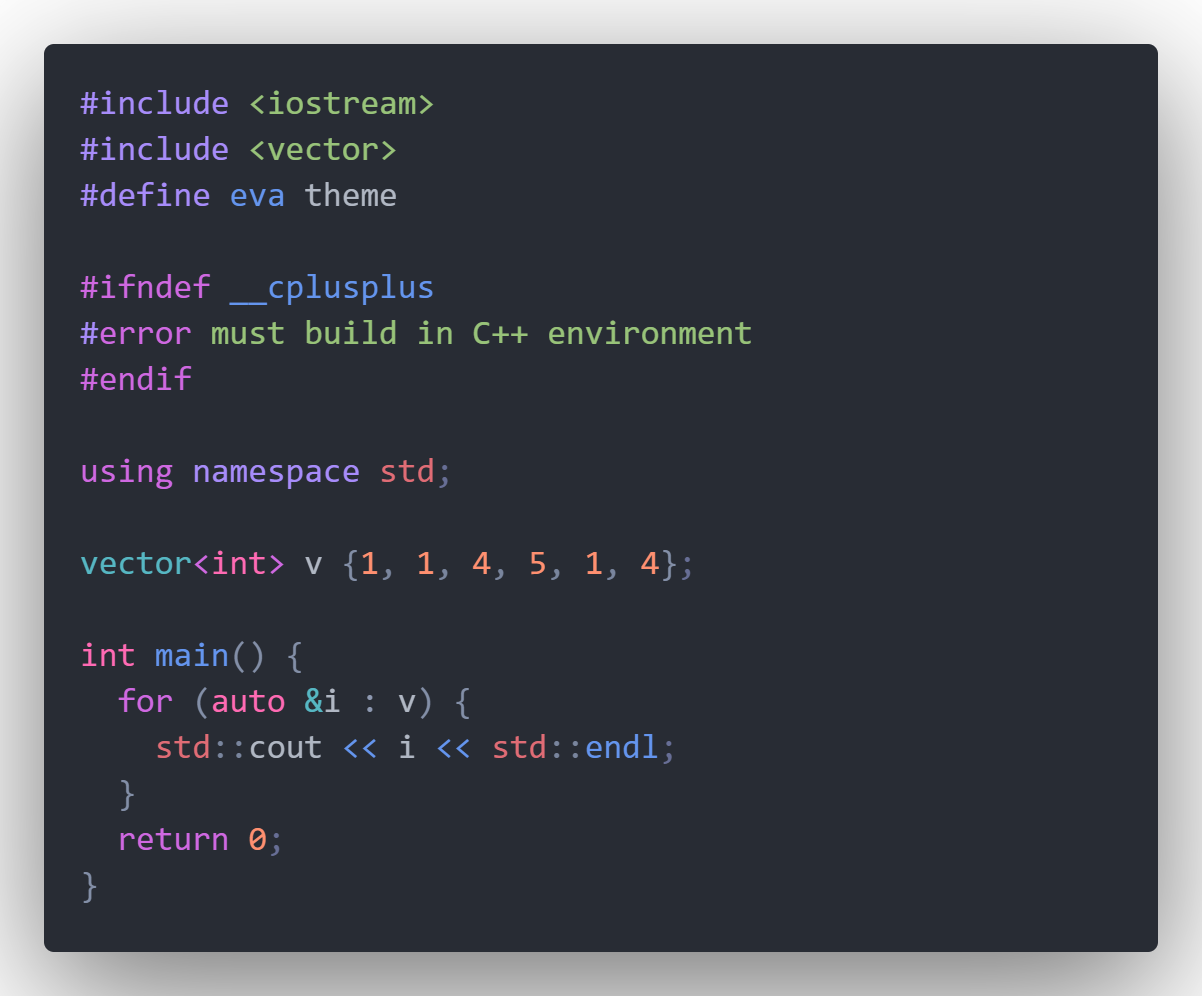 #include <iostream>
#include <vector>
#define eva theme
#ifndef __cplusplus
#error must build in C++ environment
#endif
using namespace std;
vector<int> v {1, 1, 4, 5, 1, 4};
int main() {
  for (auto &i : v) {
    std::cout << i << std::endl;
  }
  return 0;
}